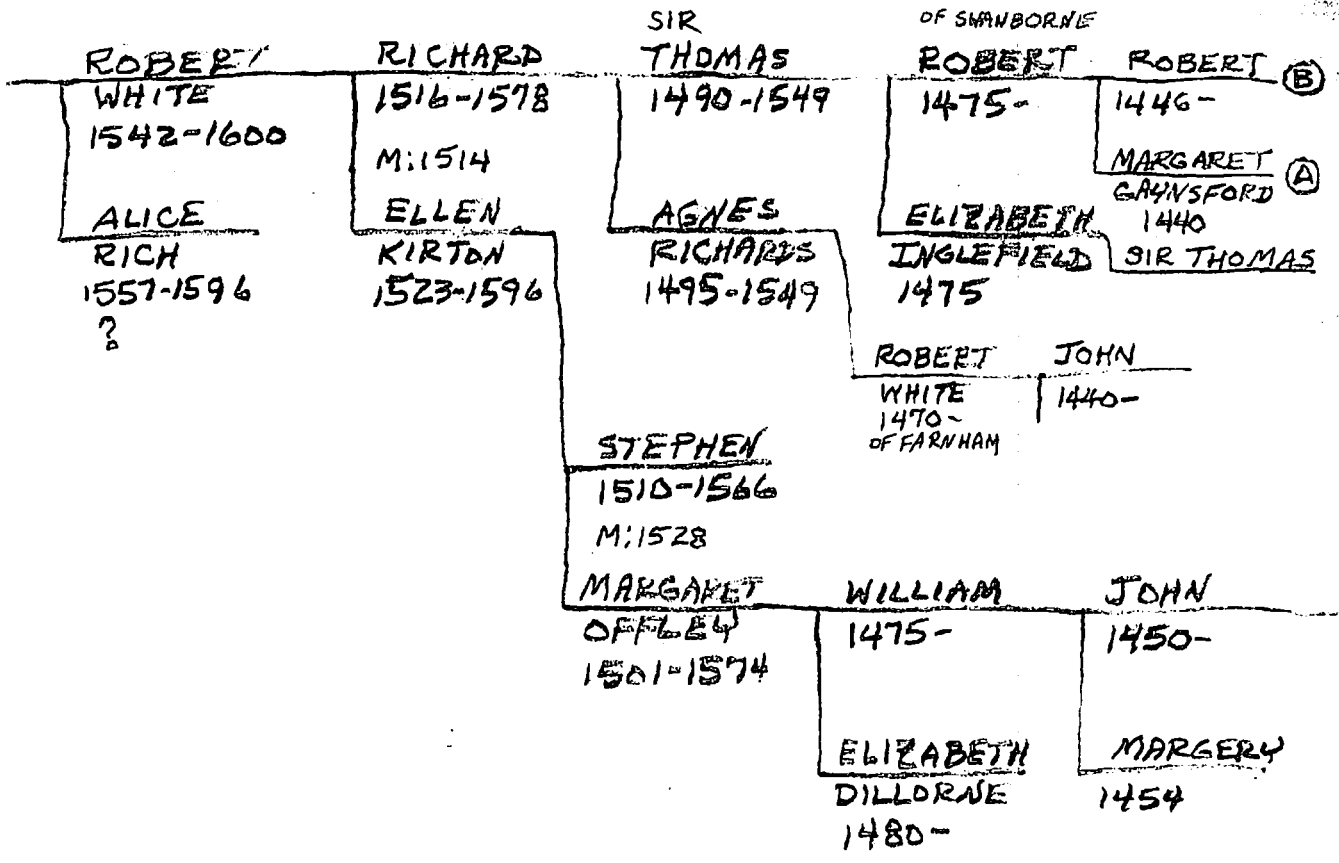 SIR
THOMAS
1490-1549
OF SWANBORNE
ROBERT
1475-
ROBERT
1446-
B
ROBERT
WHITE
1542-1600
RICHARD
1516-1578
M:1514
MARGARET
GAYNSFORD
1440
A
ALICE
RICH
1557-1596
?
ELLEN
KIRTON
1523-1596
AGNES
RICHARDS
1495-1549
ELIZABETH
INGLEFIELD
1475
SIR THOMAS
ROBERT
WHITE
1470-
OF FARNHAM
JOHN
1440-
STEPHEN
1510-1566
M:1528
MARGARET
OFFLEY
1501-1574
WILLIAM
1475-
JOHN
1450-
ELIZABETH
DILLORNE
1480-
MARGERY
1454